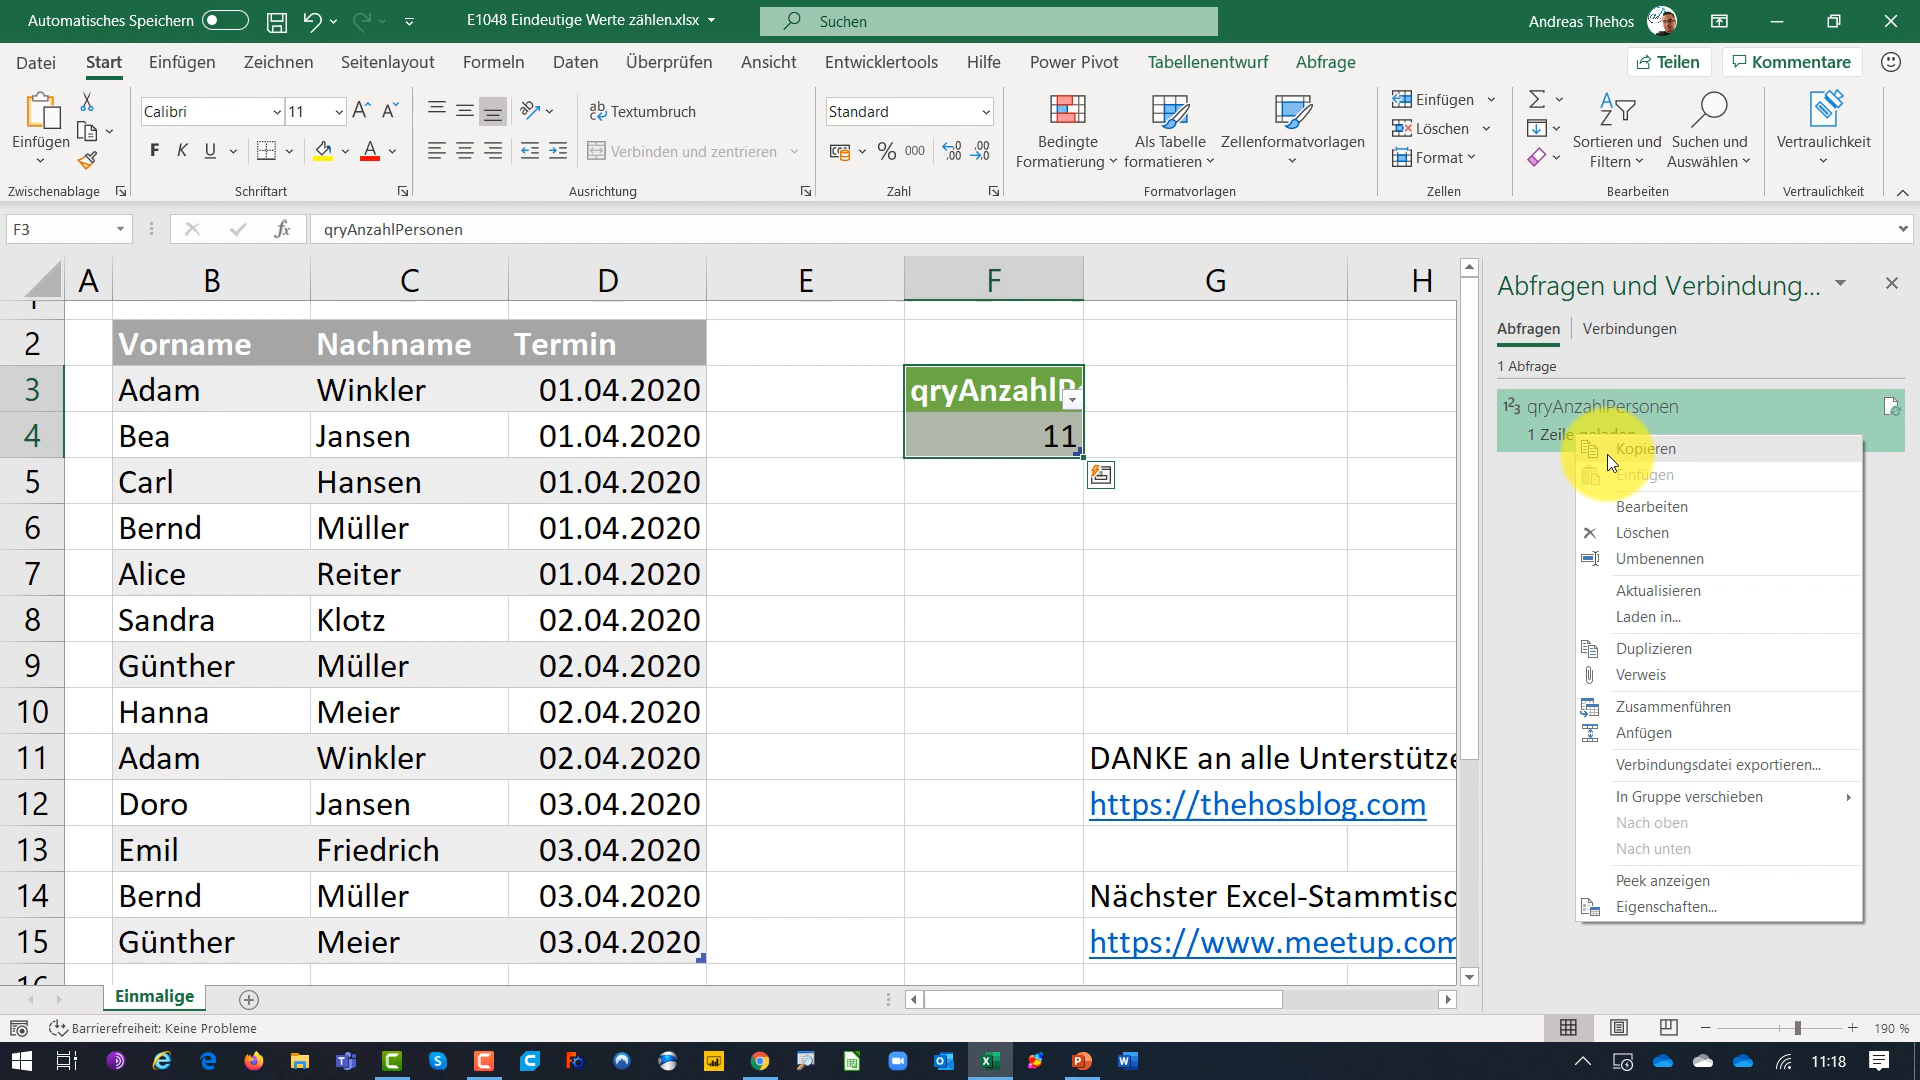 Automatisches Speichern
E1048 Eindeutige Werte zählen.xlsx
Suchen
Andreas Thehos
Datei Start Einfügen Zeichnen Seitenlayout Formeln Daten Überprüfen Ansicht Entwicklertools Hilfe Power Pivot Tabellenentwurf Abfrage
Teilen Kommentare
Einfügen
Calibri 11
F K U
Textumbruch
Verbinden und zentrieren
Standard
% 000
Bedingte Formatierung
Als Tabelle formatieren
Zellenformatvorlagen
Einfügen
Löschen
Format
Sortieren und Filtern
Suchen und Auswählen
Vertraulichkeit
Zwischenablage Schriftart Ausrichtung Zahl Formatvorlagen Zellen Bearbeiten Vertraulichkeit
F3 fx qryAnzahlPersonen
A B C D E F G H
2 Vorname Nachname Termin
3 Adam Winkler 01.04.2020 qryAnzahlPe
4 Bea Jansen 01.04.2020 11
5 Carl Hansen 01.04.2020
6 Bernd Müller 01.04.2020
7 Alice Reiter 01.04.2020
8 Sandra Klotz 02.04.2020
9 Günther Müller 02.04.2020
10 Hanna Meier 02.04.2020
11 Adam Winkler 02.04.2020 DANKE an alle Unterstütze
12 Doro Jansen 03.04.2020 https://thehosblog.com
13 Emil Friedrich 03.04.2020
14 Bernd Müller 03.04.2020 Nächster Excel-Stammtisc
15 Günther Meier 03.04.2020 https://www.meetup.com
Abfragen und Verbindung...
Abfragen Verbindungen
1 Abfrage
qryAnzahlPersonen
1 Zeile geladen
Kopieren
Einfügen
Bearbeiten
Löschen
Umbenennen
Aktualisieren
Laden in...
Duplizieren
Verweis
Zusammenführen
Anfügen
Verbindungsdatei exportieren...
In Gruppe verschieben
Nach oben
Nach unten
Peek anzeigen
Eigenschaften...
Einmalige
Barrierefreiheit: Keine Probleme
190 %
11:18